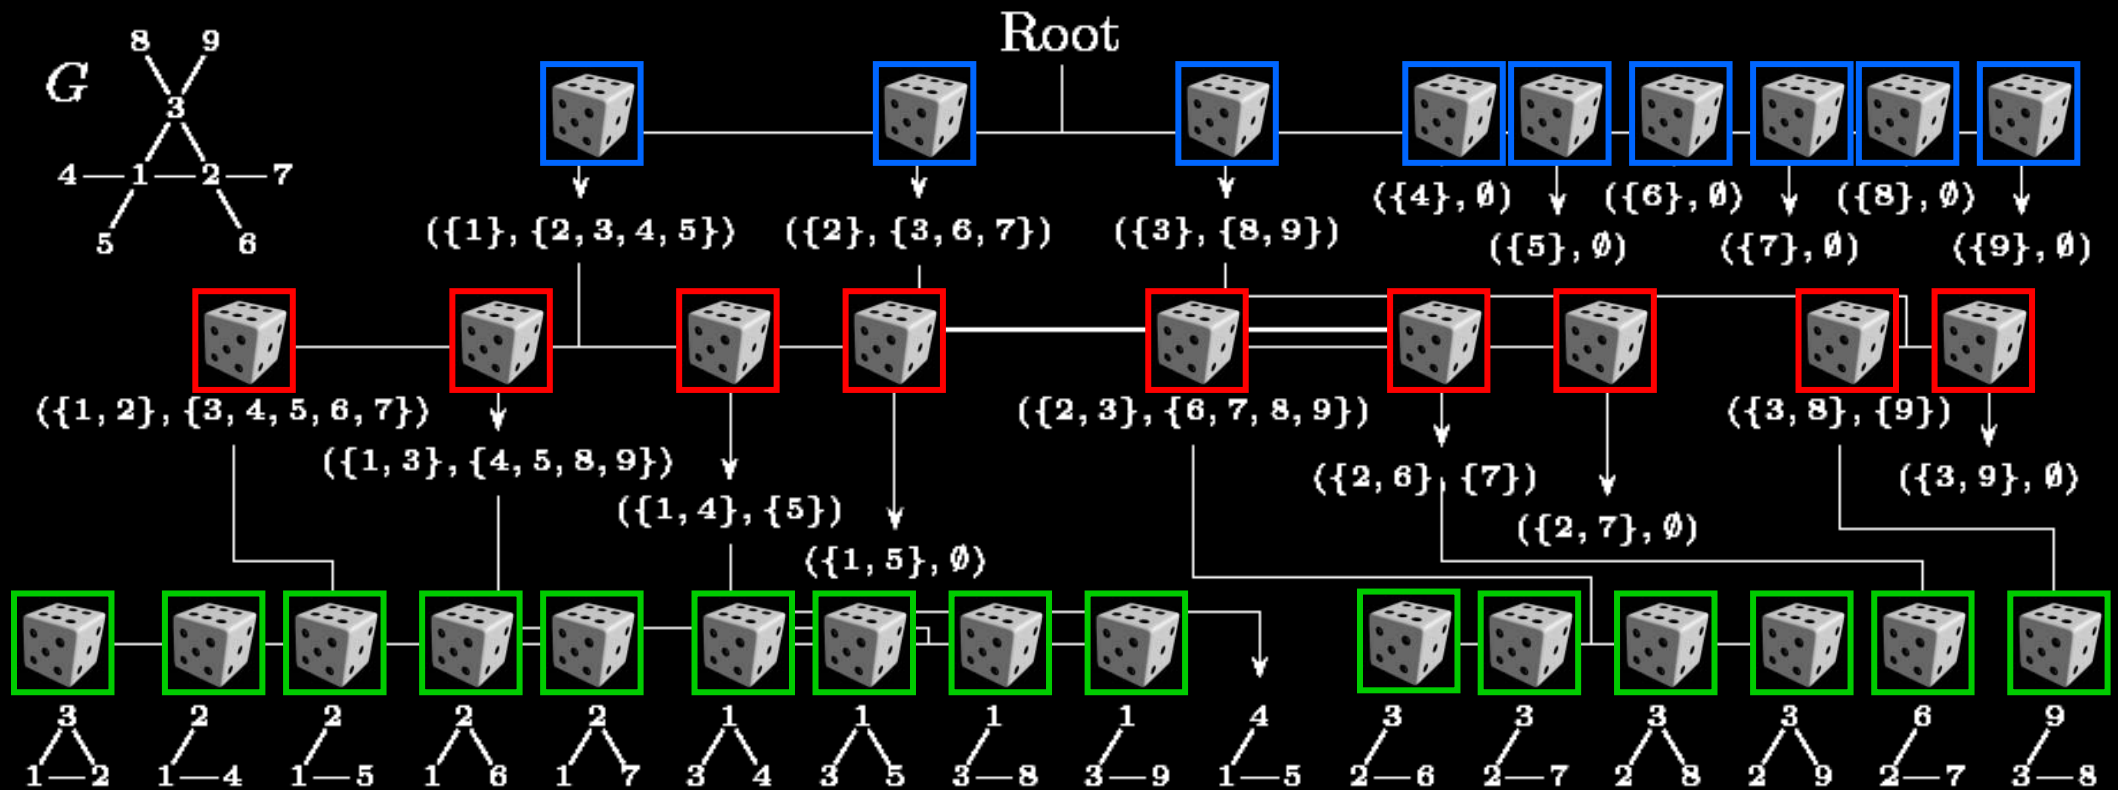 Root
G
8 9
3
4 1 2 7
5 6
({1}, {2, 3, 4, 5})
({2}, {3, 6, 7})
({3}, {8, 9})
({4}, ∅)
({5}, ∅)
({6}, ∅)
({7}, ∅)
({8}, ∅)
({9}, ∅)
({1, 2}, {3, 4, 5, 6, 7})
({1, 3}, {4, 5, 8, 9})
({1, 4}, {5})
({1, 5}, ∅)
({2, 3}, {6, 7, 8, 9})
({2, 6}, {7})
({2, 7}, ∅)
({3, 8}, {9})
({3, 9}, ∅)
3 2 2 2 2 1 1 1 1 4 3 3 3 3 6 9
1 2 1 4 1 5 1 6 1 7 3 4 3 5 3 8 3 9 1 5 2 6 2 7 2 8 2 9 2 7 3 8